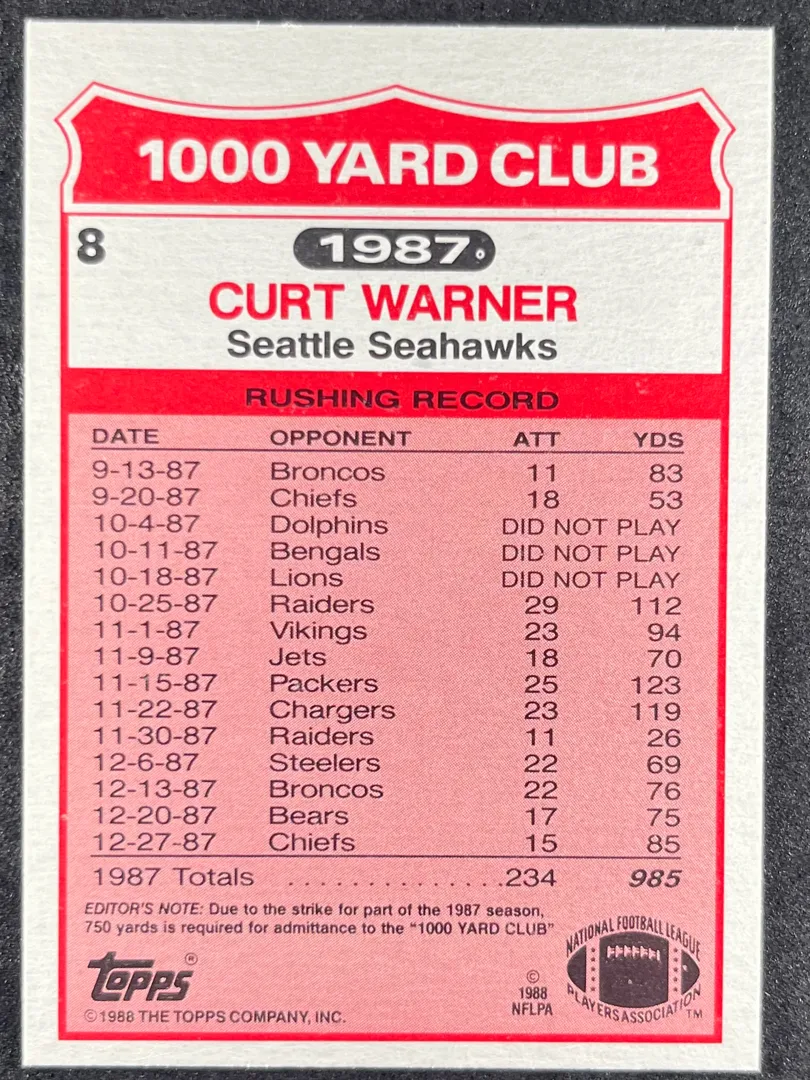 1000 YARD CLUB
8
1987
CURT WARNER
Seattle Seahawks
RUSHING RECORD
DATE OPPONENT ATT YDS
9-13-87 Broncos 11 83
9-20-87 Chiefs 18 53
10-4-87 Dolphins DID NOT PLAY
10-11-87 Bengals DID NOT PLAY
10-18-87 Lions DID NOT PLAY
10-25-87 Raiders 29 112
11-1-87 Vikings 23 94
11-9-87 Jets 18 70
11-15-87 Packers 25 123
11-22-87 Chargers 23 119
11-30-87 Raiders 11 26
12-6-87 Steelers 22 69
12-13-87 Broncos 22 76
12-20-87 Bears 17 75
12-27-87 Chiefs 15 85
1987 Totals ................234 985
EDITOR'S NOTE: Due to the strike for part of the 1987 season,
750 yards is required for admittance to the "1000 YARD CLUB"
topps®
©1988 THE TOPPS COMPANY, INC.
©
1988
NFLPA
NATIONAL FOOTBALL LEAGUE
PLAYERS ASSOCIATION TM